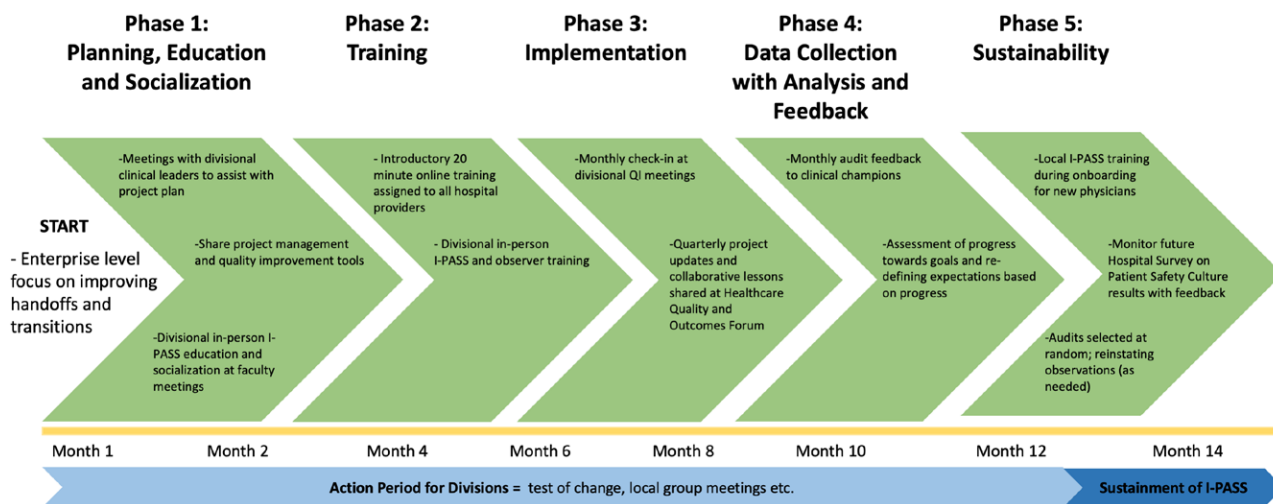 Phase 1:
Planning, Education
and Socialization
Phase 2:
Training
Phase 3:
Implementation
Phase 4:
Data Collection
with Analysis and
Feedback
Phase 5:
Sustainability
START
- Enterprise level
focus on improving
handoffs and
transitions
-Meetings with divisional
clinical leaders to assist with
project plan
-Share project management
and quality improvement tools
-Divisional in-person I-
PASS education and
socialization at faculty
meetings
- Introductory 20
minute online training
assigned to all hospital
providers
- Divisional in-person
I-PASS and observer training
-Monthly check-in at
divisional QI meetings
-Quarterly project
updates and
collaborative lessons
shared at Healthcare
Quality and
Outcomes Forum
-Monthly audit feedback
to clinical champions
-Assessment of progress
towards goals and re-
defining expectations based
on progress
-Local I-PASS training
during onboarding
for new physicians
-Monitor future
Hospital Survey on
Patient Safety Culture
results with feedback
-Audits selected at
random; reinstating
observations (as
needed)
Month 1
Month 2
Month 4
Month 6
Month 8
Month 10
Month 12
Month 14
Action Period for Divisions = test of change, local group meetings etc.
Sustainment of I-PASS